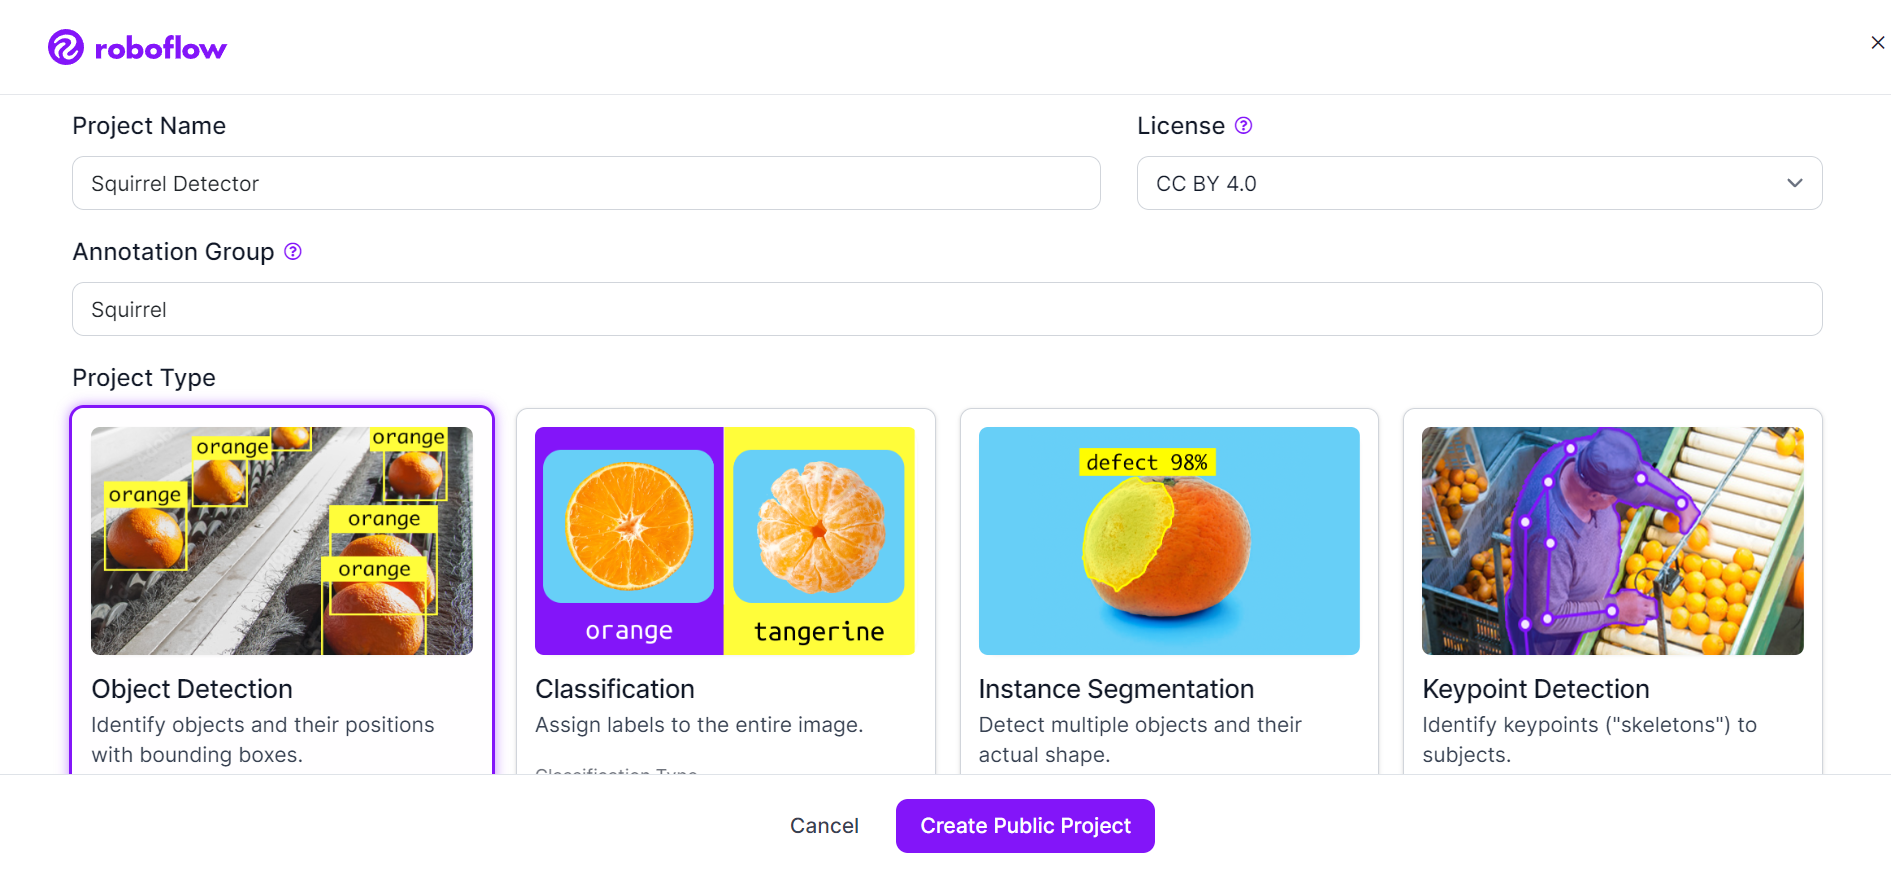 roboflow
Project Name
License
Squirrel Detector
CC BY 4.0
Annotation Group
Squirrel
Project Type
orange
orange
orange
orange
orange
orange
tangerine
defect 98%
Object Detection
Identify objects and their positions
with bounding boxes.
Classification
Assign labels to the entire image.
Classification Type
Instance Segmentation
Detect multiple objects and their
actual shape.
Keypoint Detection
Identify keypoints ("skeletons") to
subjects.
Cancel
Create Public Project